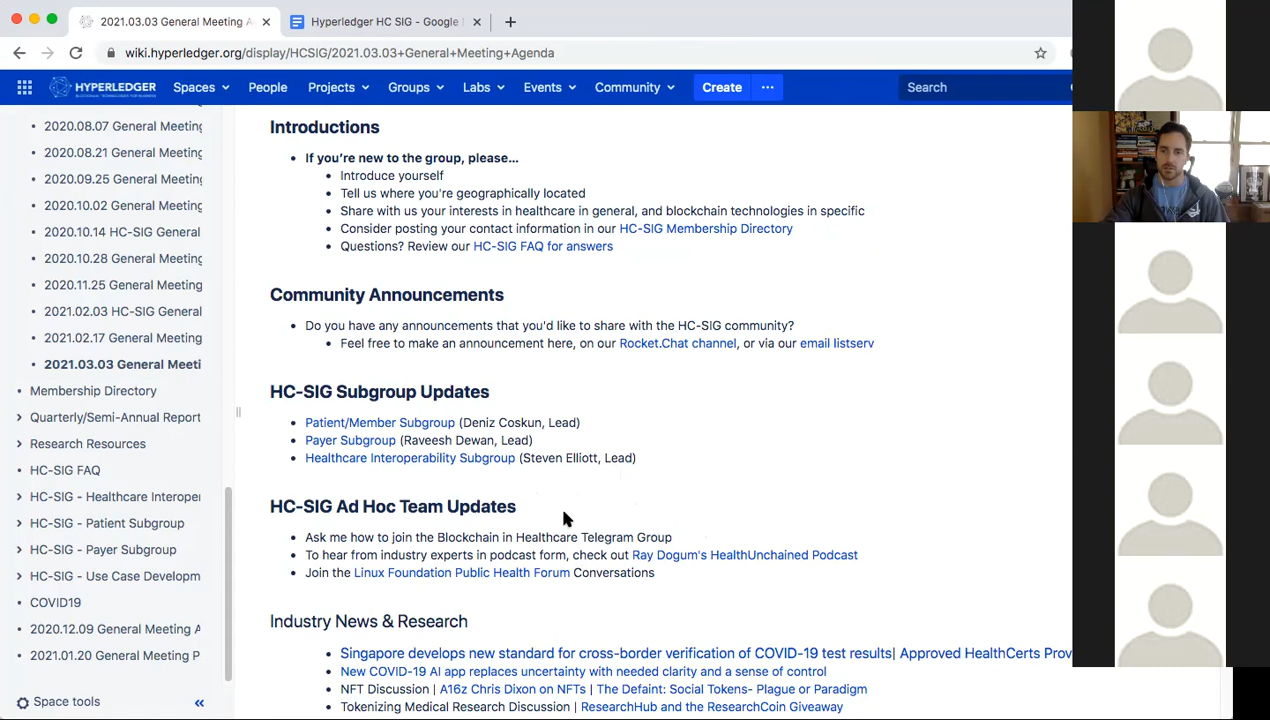 2021.03.03 General Meeting A
Hyperledger HC SIG - Google
wiki.hyperledger.org/display/HCSIG/2021.03.03+General+Meeting+Agenda
HYPERLEDGER
Spaces People Projects Groups Labs Events Community Create ... Search
2020.08.07 General Meeting
2020.08.21 General Meeting
2020.09.25 General Meeting
2020.10.02 General Meeting
2020.10.14 HC-SIG General
2020.10.28 General Meeting
2020.11.25 General Meeting
2021.02.03 HC-SIG General
2021.02.17 General Meeting
2021.03.03 General Meeti
Membership Directory
Quarterly/Semi-Annual Report
Research Resources
HC-SIG FAQ
HC-SIG - Healthcare Interoper
HC-SIG - Patient Subgroup
HC-SIG - Payer Subgroup
HC-SIG - Use Case Developm
COVID19
2020.12.09 General Meeting A
2021.01.20 General Meeting P
Space tools
Introductions
If you're new to the group, please...
Introduce yourself
Tell us where you're geographically located
Share with us your interests in healthcare in general, and blockchain technologies in specific
Consider posting your contact information in our HC-SIG Membership Directory
Questions? Review our HC-SIG FAQ for answers
Community Announcements
Do you have any announcements that you'd like to share with the HC-SIG community?
Feel free to make an announcement here, on our Rocket.Chat channel, or via our email listserv
HC-SIG Subgroup Updates
Patient/Member Subgroup (Deniz Coskun, Lead)
Payer Subgroup (Raveesh Dewan, Lead)
Healthcare Interoperability Subgroup (Steven Elliott, Lead)
HC-SIG Ad Hoc Team Updates
Ask me how to join the Blockchain in Healthcare Telegram Group
To hear from industry experts in podcast form, check out Ray Dogum's HealthUnchained Podcast
Join the Linux Foundation Public Health Forum Conversations
Industry News & Research
Singapore develops new standard for cross-border verification of COVID-19 test results| Approved HealthCerts Prov
New COVID-19 AI app replaces uncertainty with needed clarity and a sense of control
NFT Discussion | A16z Chris Dixon on NFTs | The Defaint: Social Tokens- Plague or Paradigm
Tokenizing Medical Research Discussion | ResearchHub and the ResearchCoin Giveaway